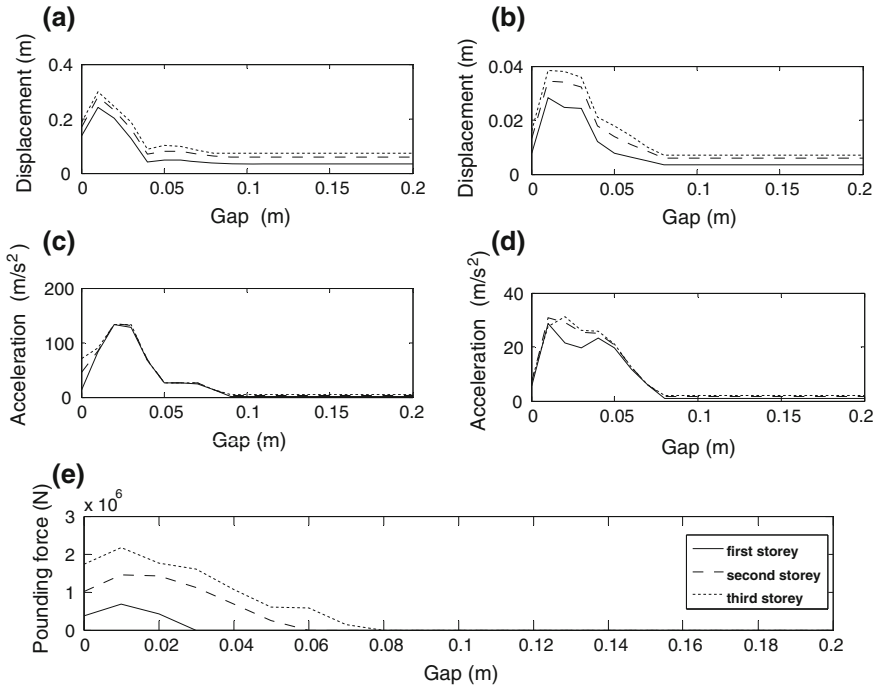 (a)
Displacement (m)
0.4
0.2
0
0 0.05 0.1 0.15 0.2
Gap (m)
(b)
Displacement (m)
0.04
0.02
0
0 0.05 0.1 0.15 0.2
Gap (m)
(c)
Acceleration (m/s²)
200
100
0
0 0.05 0.1 0.15 0.2
Gap (m)
(d)
Acceleration (m/s²)
40
20
0
0 0.05 0.1 0.15 0.2
Gap (m)
(e)
Pounding force (N)
x 10⁶
3
2
1
0
0 0.02 0.04 0.06 0.08 0.1 0.12 0.14 0.16 0.18 0.2
Gap (m)
first storey
second storey
third storey